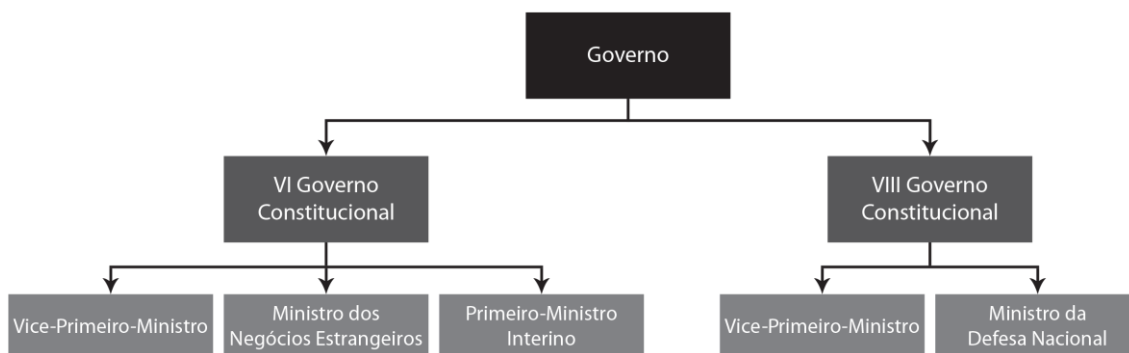 Governo
VI Governo
Constitucional
VIII Governo
Constitucional
Vice-Primeiro-Ministro
Ministro dos
Negócios Estrangeiros
Primeiro-Ministro
Interino
Vice-Primeiro-Ministro
Ministro da
Defesa Nacional